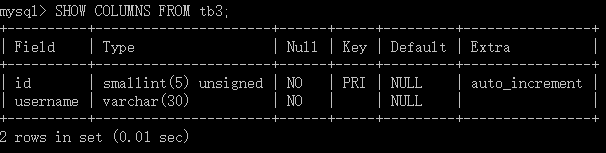 mysql> SHOW COLUMNS FROM tb3;
+----------+----------------------+------+-----+---------+----------------+
| Field    | Type                 | Null | Key | Default | Extra          |
+----------+----------------------+------+-----+---------+----------------+
| id       | smallint(5) unsigned | NO   | PRI | NULL    | auto_increment |
| username | varchar(30)          | NO   |     | NULL    |                |
+----------+----------------------+------+-----+---------+----------------+
2 rows in set (0.01 sec)